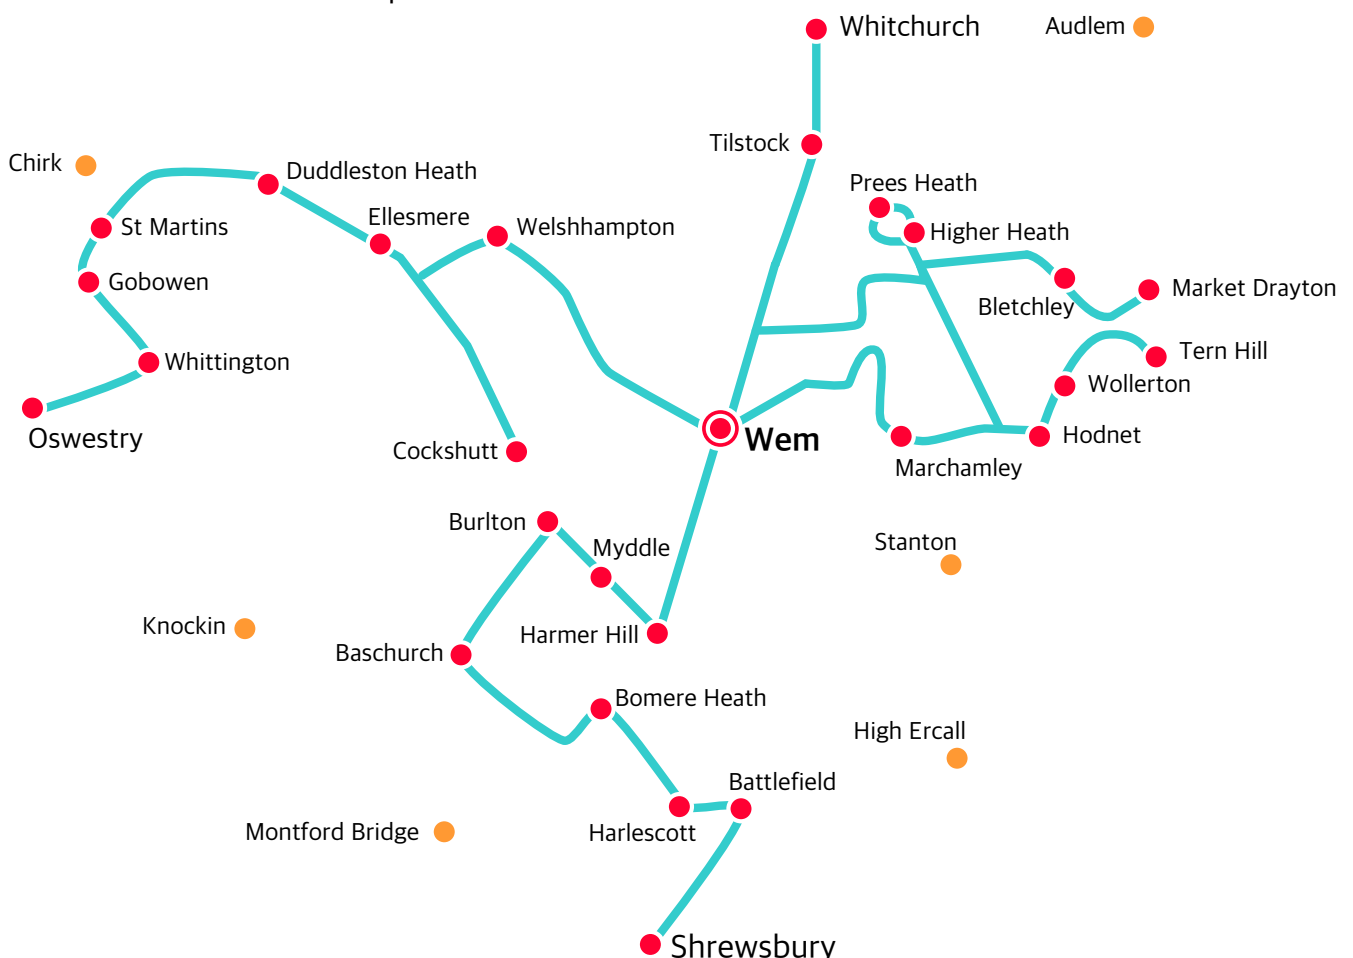 Whitchurch
Audlem
Tilstock
Chirk
Duddleston Heath
Prees Heath
Ellesmere
St Martins
Welshhampton
Higher Heath
Gobowen
Market Drayton
Bletchley
Whittington
Tern Hill
Wollerton
Oswestry
Wem
Hodnet
Cockshutt
Marchamley
Burlton
Myddle
Stanton
Knockin
Harmer Hill
Baschurch
Bomere Heath
High Ercall
Battlefield
Montford Bridge
Harlescott
Shrewsbury